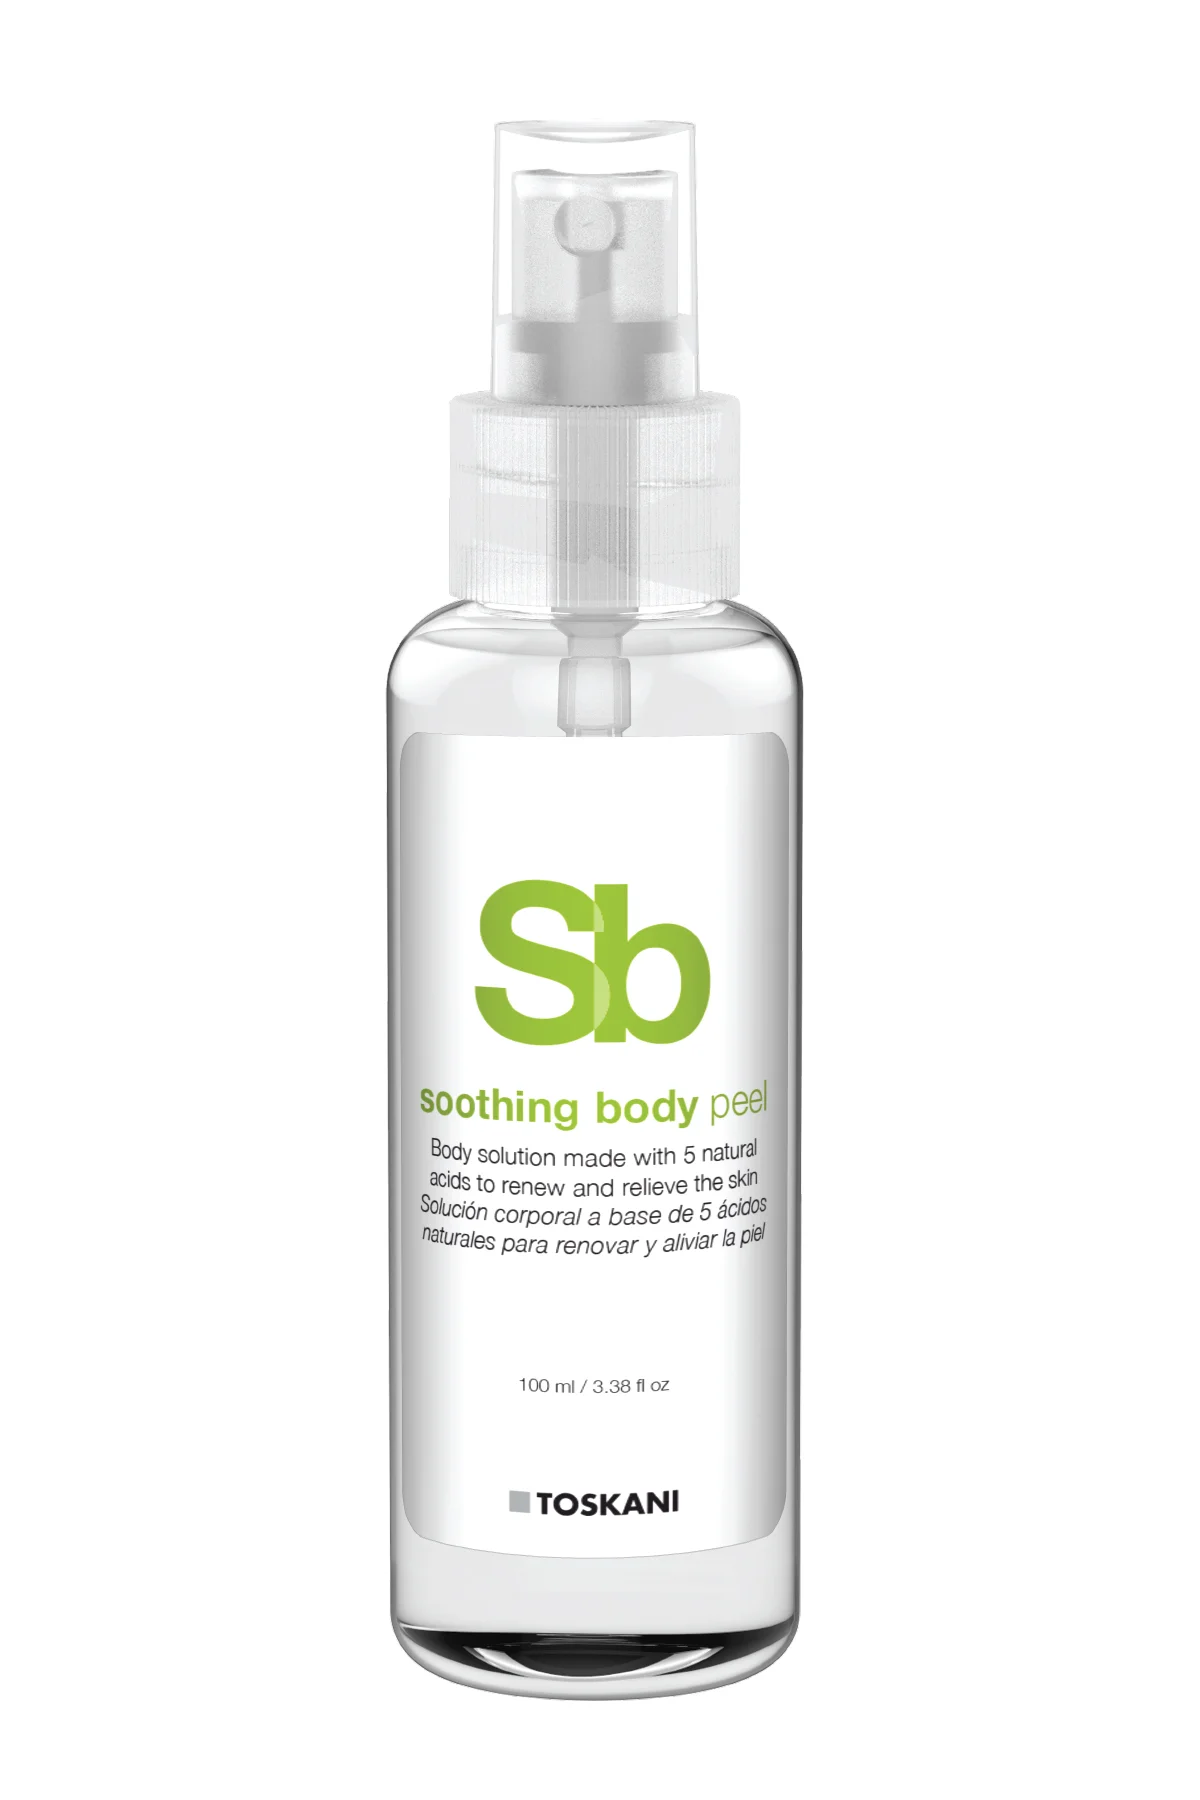 Sb
soothing body peel
Body solution made with 5 natural
acids to renew and relieve the skin
Solución corporal a base de 5 ácidos
naturales para renovar y aliviar la piel
100 ml / 3.38 fl oz
TOSKANI